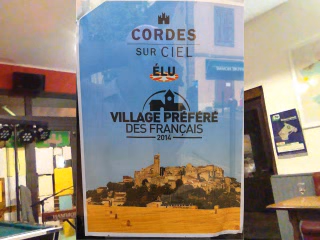 CORDES
SUR CIEL
ÉLU
VILLAGE PRÉFÉRÉ
DES FRANÇAIS
2014